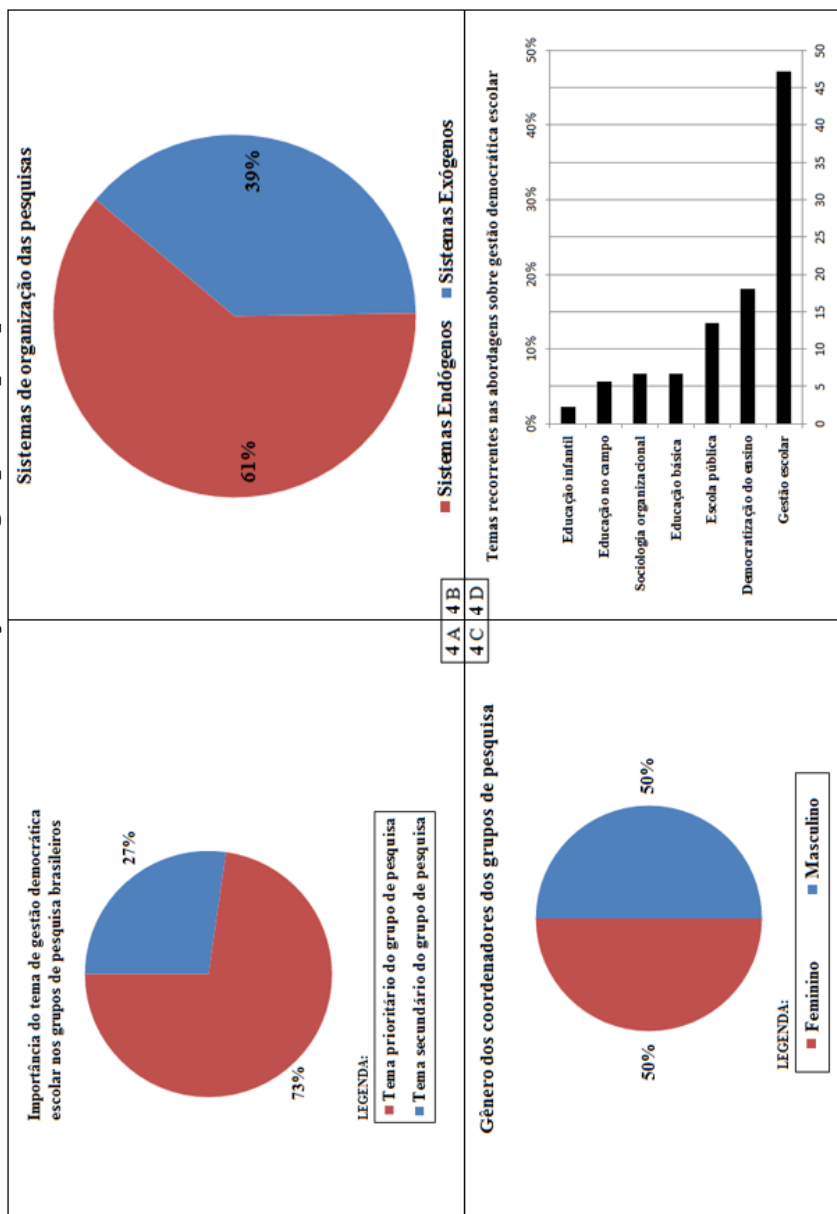 Importância do tema de gestão democrática
escolar nos grupos de pesquisa brasileiros
27%
73%
LEGENDA:
Tema prioritário do grupo de pesquisa
Tema secundário do grupo de pesquisa
4 A
Sistemas de organização das pesquisas
39%
61%
Sistemas Endógenos
Sistemas Exógenos
4 B
Gênero dos coordenadores dos grupos de pesquisa
50%
50%
LEGENDA:
Feminino
Masculino
4 C
Temas recorrentes nas abordagens sobre gestão democrática escolar
0% 10% 20% 30% 40% 50%
Educação infantil
Educação no campo
Sociologia organizacional
Educação básica
Escola pública
Democratização do ensino
Gestão escolar
0 5 10 15 20 25 30 35 40 45 50
4 D